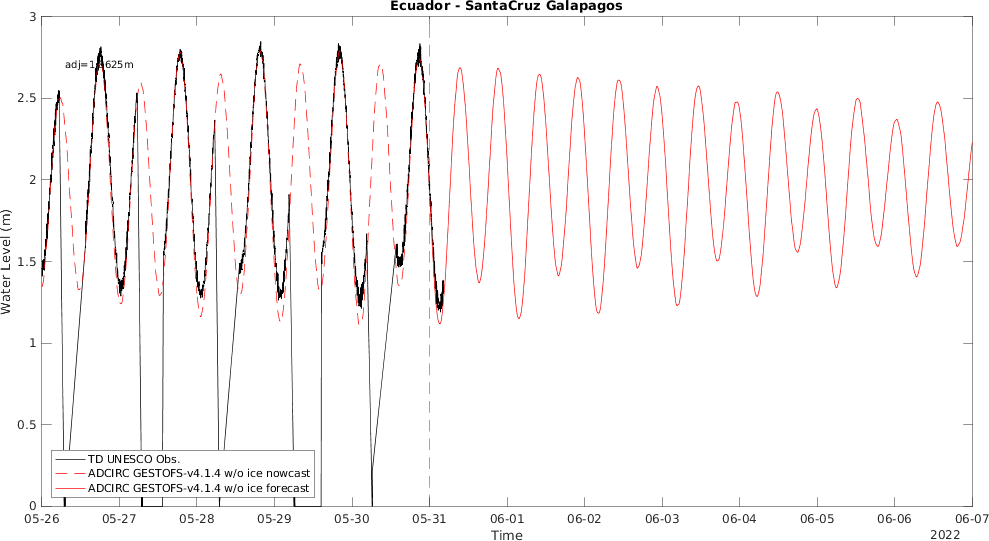 Ecuador - SantaCruz Galapagos
3
2.5
2
1.5
1
0.5
0
Water Level (m)
TD UNESCO Obs.
ADCIRC GESTOFS-v4.1.4 w/o ice nowcast
ADCIRC GESTOFS-v4.1.4 w/o ice forecast
05-26 05-27 05-28 05-29 05-30 05-31 06-01 06-02 06-03 06-04 06-05 06-06 06-07
Time
2022